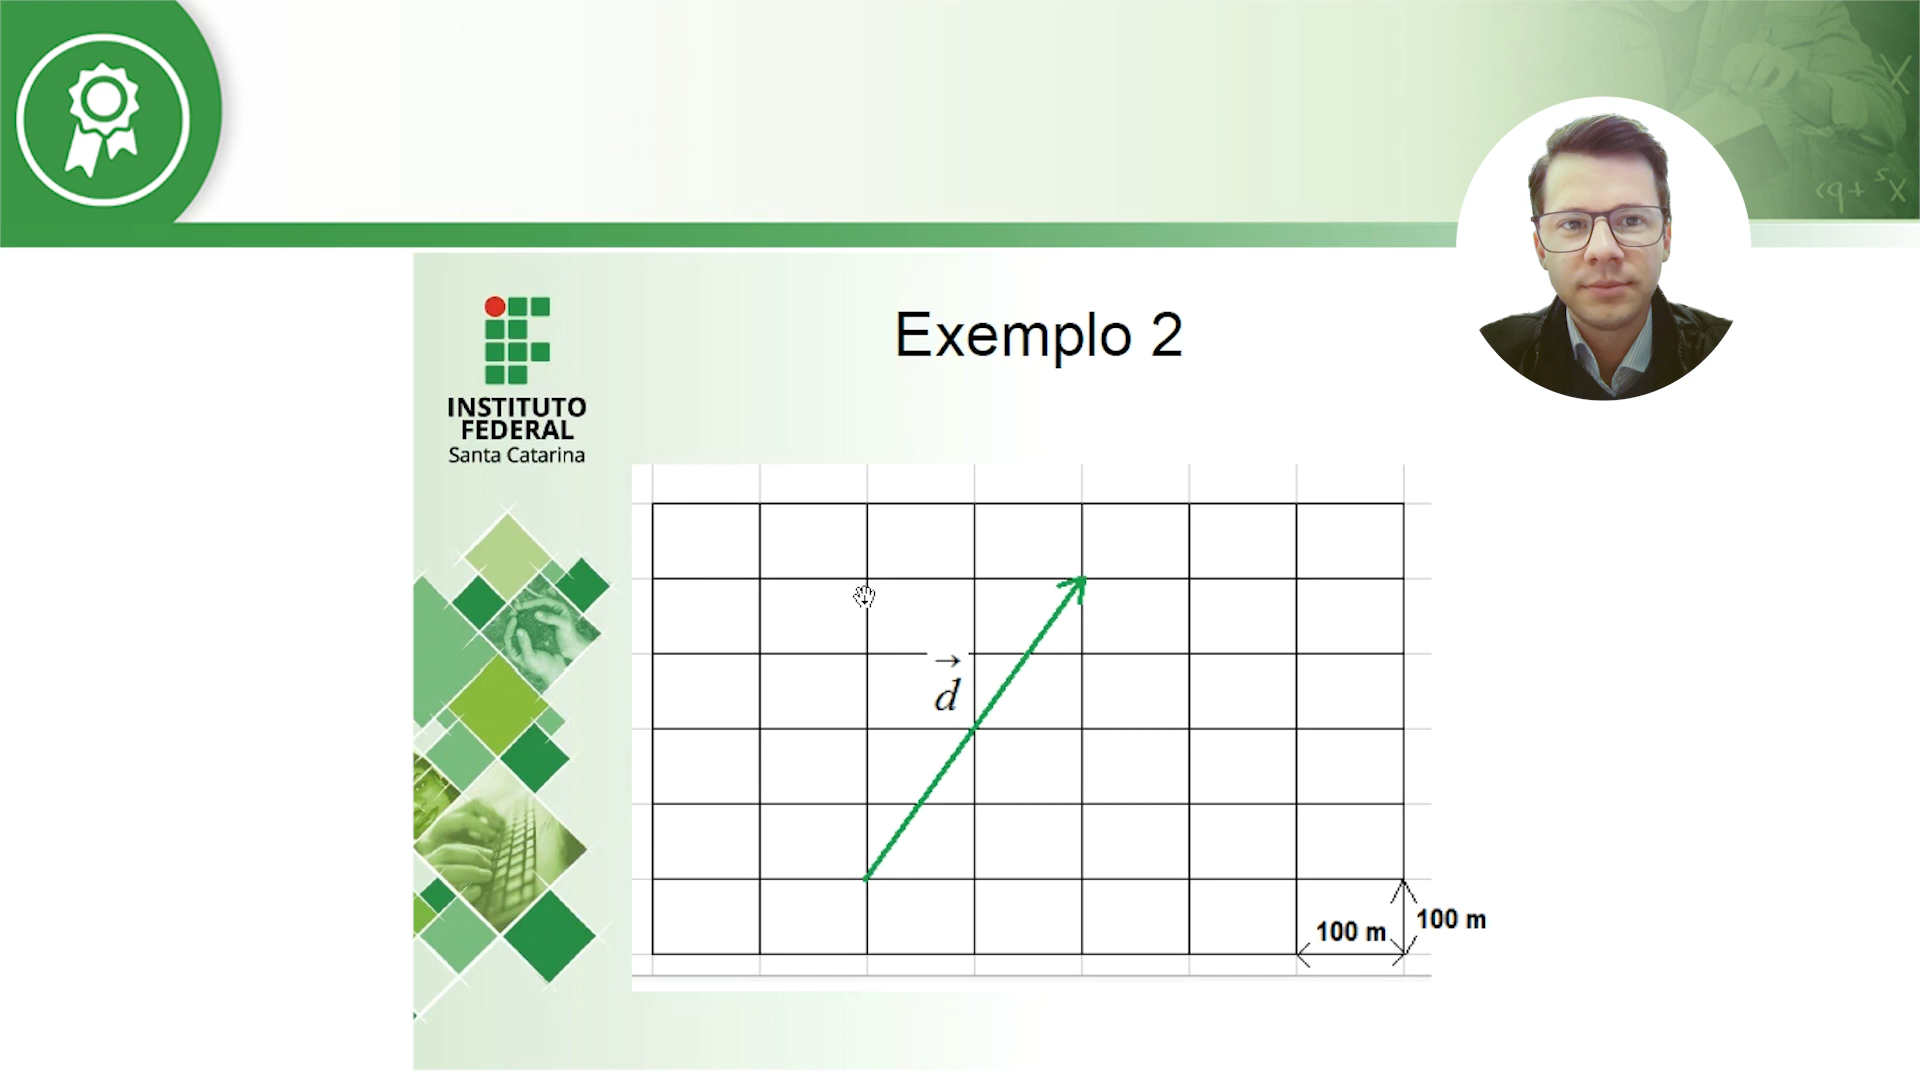 Exemplo 2
INSTITUTO
FEDERAL
Santa Catarina
d
100 m
100 m